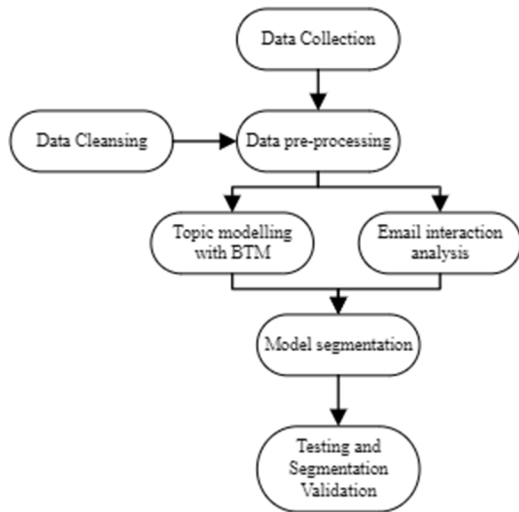 Data Collection
Data Cleansing
Data pre-processing
Topic modelling
with BTM
Email interaction
analysis
Model segmentation
Testing and
Segmentation
Validation